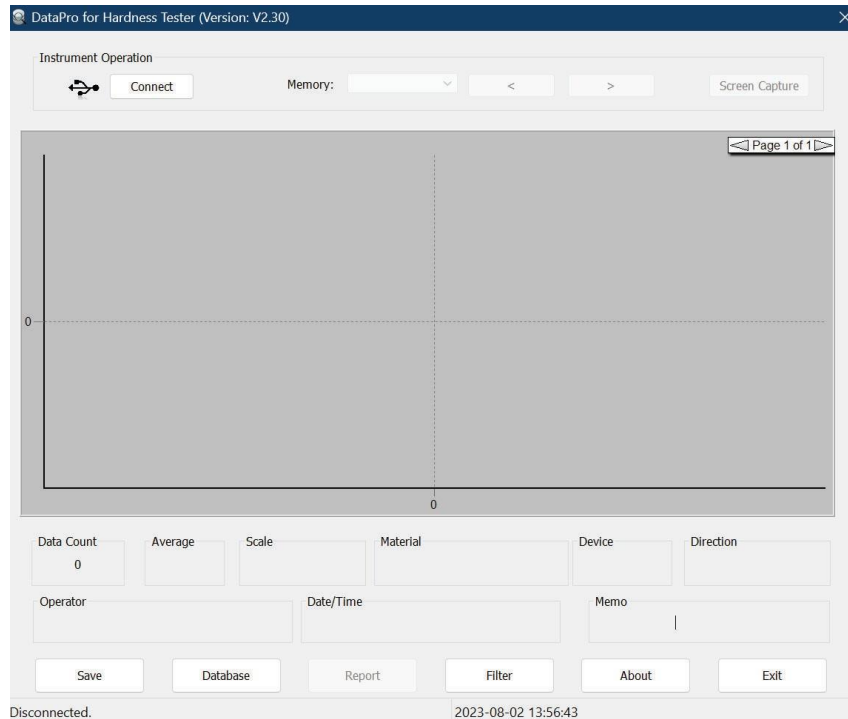 DataPro for Hardness Tester (Version: V2.30)
Instrument Operation
Connect Memory: < > Screen Capture
Page 1 of 1
0
0
Data Count Average Scale Material Device Direction
0
Operator Date/Time Memo
Save Database Report Filter About Exit
Disconnected. 2023-08-02 13:56:43